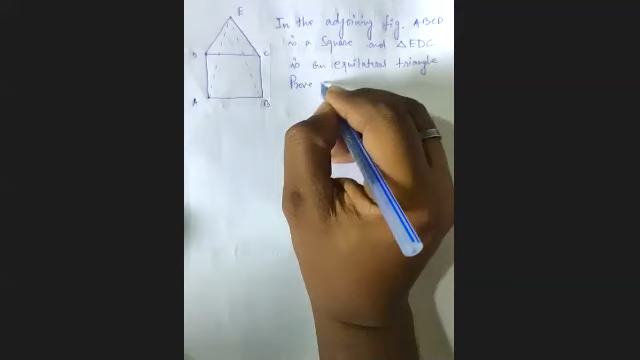 E
In the adjoining fig. ABCD
D C
is a Square and △EDC
is an equilateral triangle
Prove
A B